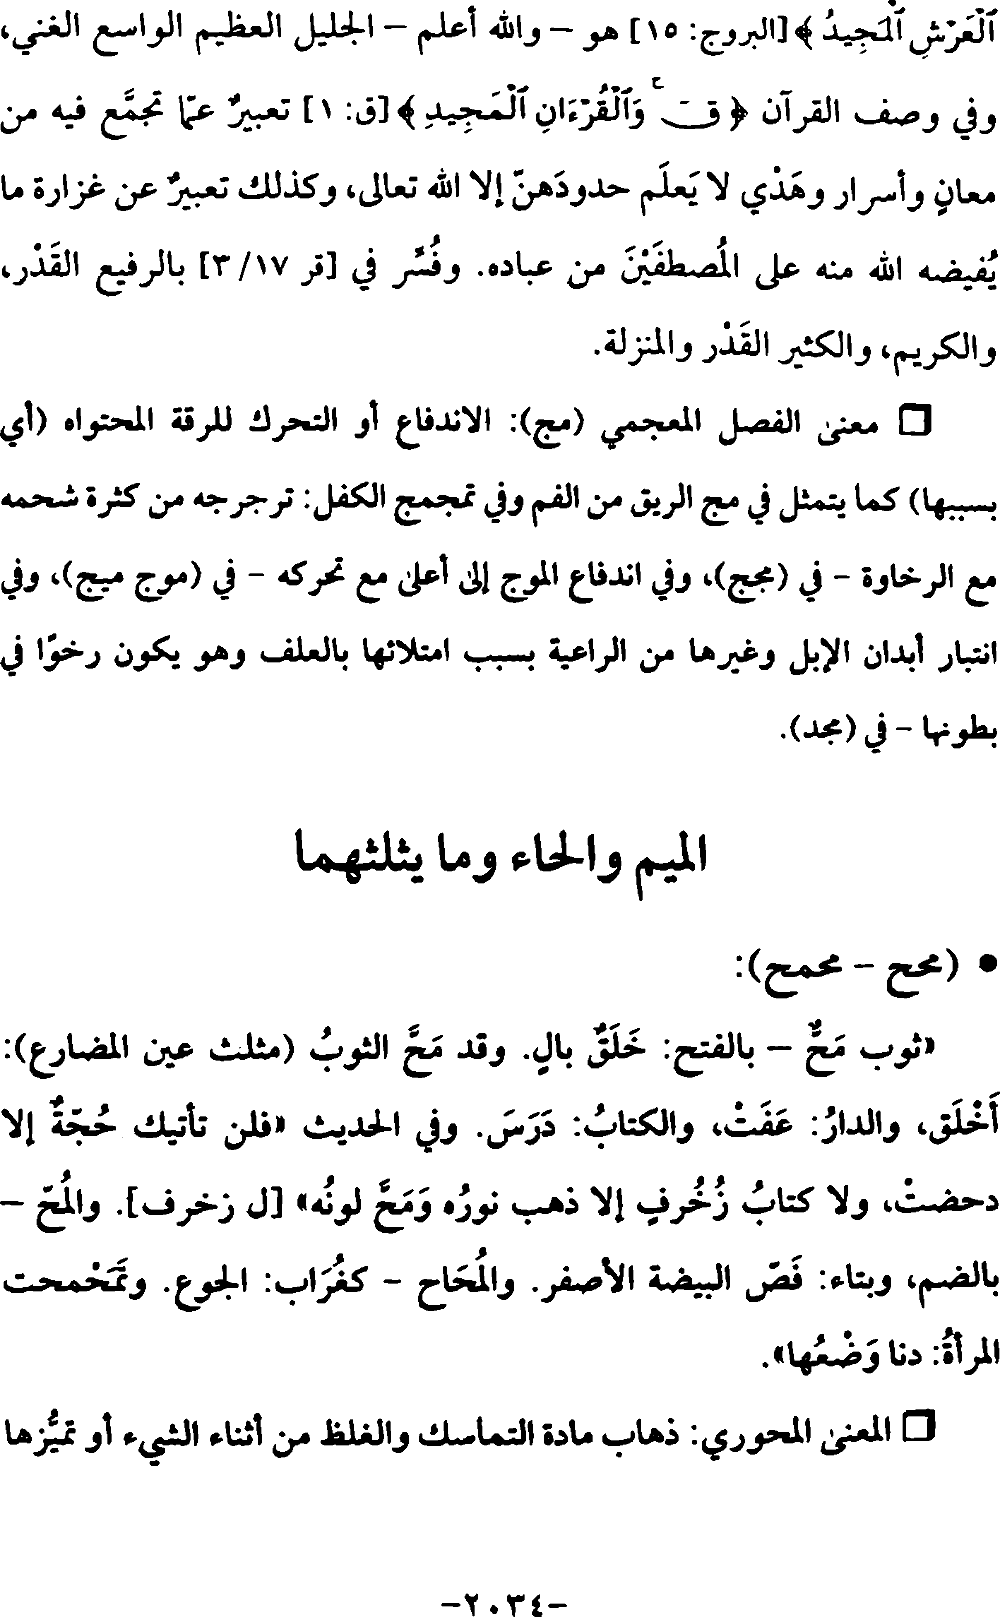 ٱلْعَرْشِ ٱلْمَجِيدُ ﴾ [البروج: ١٥] هو – والله أعلم – الجليل العظيم الواسع الغني،
وفي وصف القرآن ﴿ قٓ ۚ وَٱلْقُرْءَانِ ٱلْمَجِيدِ ﴾ [ق: ١] تعبيرٌ عمّا تجمَّع فيه من
معانٍ وأسرار وهَدْي لا يَعلَم حدودَهنّ إلا الله تعالى، وكذلك تعبيرٌ عن غزارة ما
يُفيضه الله منه على المُصطفَيْنَ من عباده. وفُسِّر في [قر ١٧/ ٣] بالرفيع القَدْر،
والكريم، والكثير القَدْر والمنزلة.
❒ معنىٰ الفصل المعجمي (مج): الاندفاع أو التحرك للرقة المحتواه (أي
بسببها) كما يتمثل في مج الريق من الفم وفي تمجمج الكفل: ترجرجه من كثرة شحمه
مع الرخاوة – في (مجج)، وفي اندفاع الموج إلىٰ أعلىٰ مع تحركه – في (موج ميج)، وفي
انتبار أبدان الإبل وغيرها من الراعية بسبب امتلائها بالعلف وهو يكون رخوًا في
بطونها – في (مجد).
الميم والحاء وما يثلثهما
• (محح – محمح):
«ثوب مَحٌّ – بالفتح: خَلَقٌ بالٍ. وقد مَحَّ الثوبُ (مثلث عين المضارع):
أَخْلَق، والدارُ: عَفَتْ، والكتابُ: دَرَسَ. وفي الحديث «فلن تأتيك حُجّةٌ إلا
دحضتْ، ولا كتابُ زُخُرفٍ إلا ذهب نورُه وَمَحَّ لونُه» [ل زخرف]. والمُحّ –
بالضم، وبتاء: فَصّ البيضة الأصفر. والمُحَاح – كغُرَاب: الجوع. وتَمَحْمحت
المرأةُ: دنا وَضْعُها».
❒ المعنىٰ المحوري: ذهاب مادة التماسك والغلظ من أثناء الشيء أو تميُّزها
-٢٠٣٤-